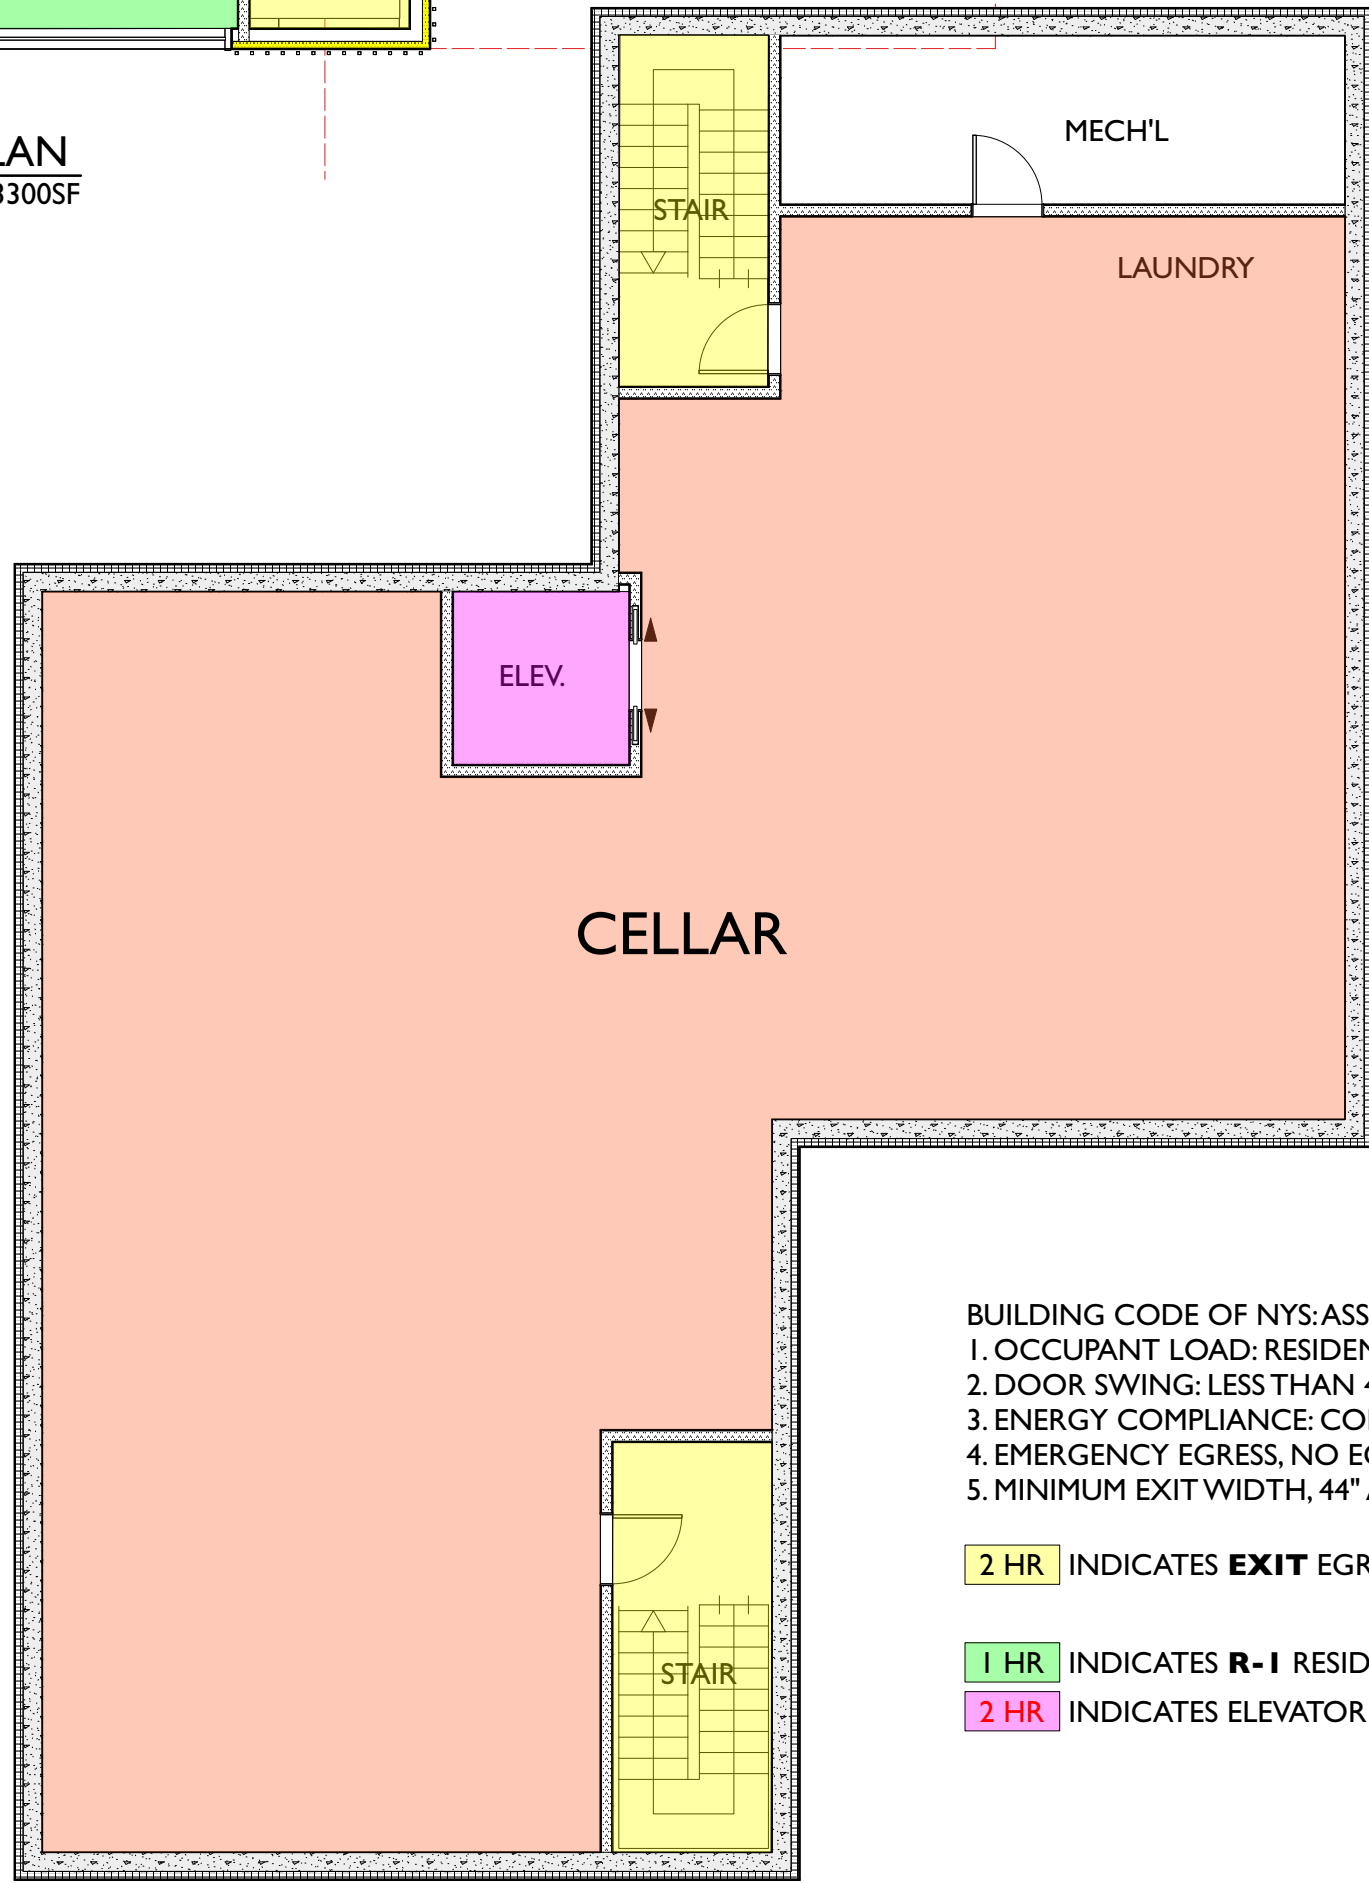 LAN
3300SF
MECH'L
STAIR
LAUNDRY
ELEV.
CELLAR
BUILDING CODE OF NYS: ASS
1. OCCUPANT LOAD: RESIDEN
2. DOOR SWING: LESS THAN
3. ENERGY COMPLIANCE: CO
4. EMERGENCY EGRESS, NO E
5. MINIMUM EXIT WIDTH, 44"
2 HR INDICATES EXIT EGR
STAIR
1 HR INDICATES R-1 RESID
2 HR INDICATES ELEVATOR